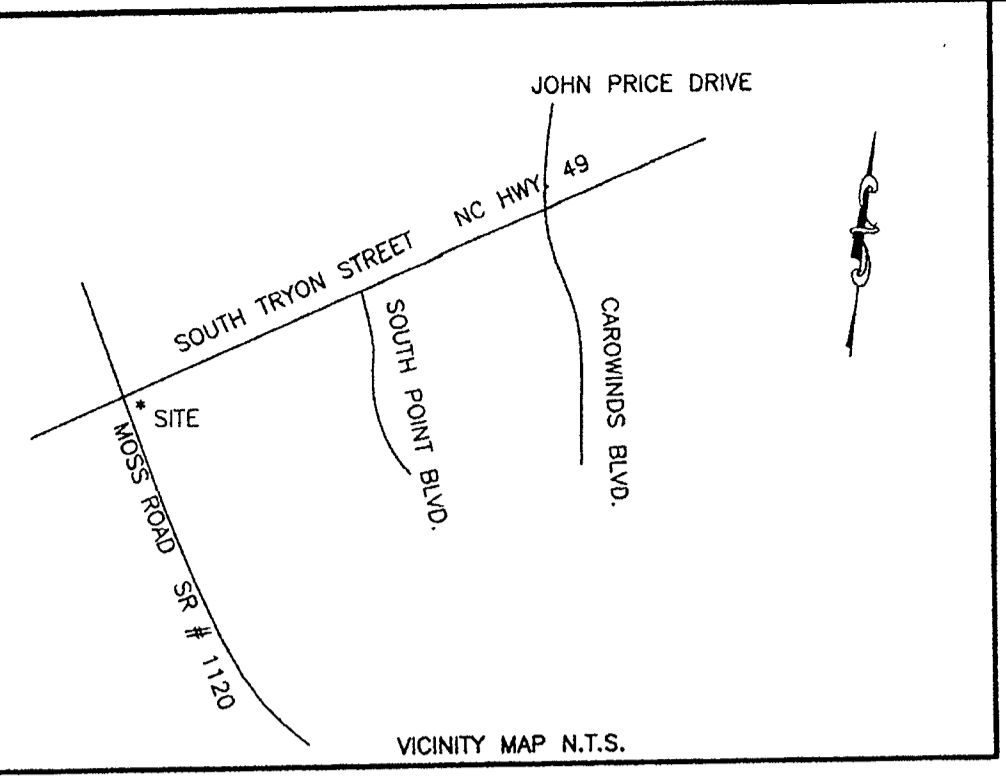 JOHN PRICE DRIVE
SOUTH TRYON STREET NC HWY. 49
SOUTH POINT BLVD.
CAROWINDS BLVD.
* SITE
MOSS ROAD SR # 1120
VICINITY MAP N.T.S.